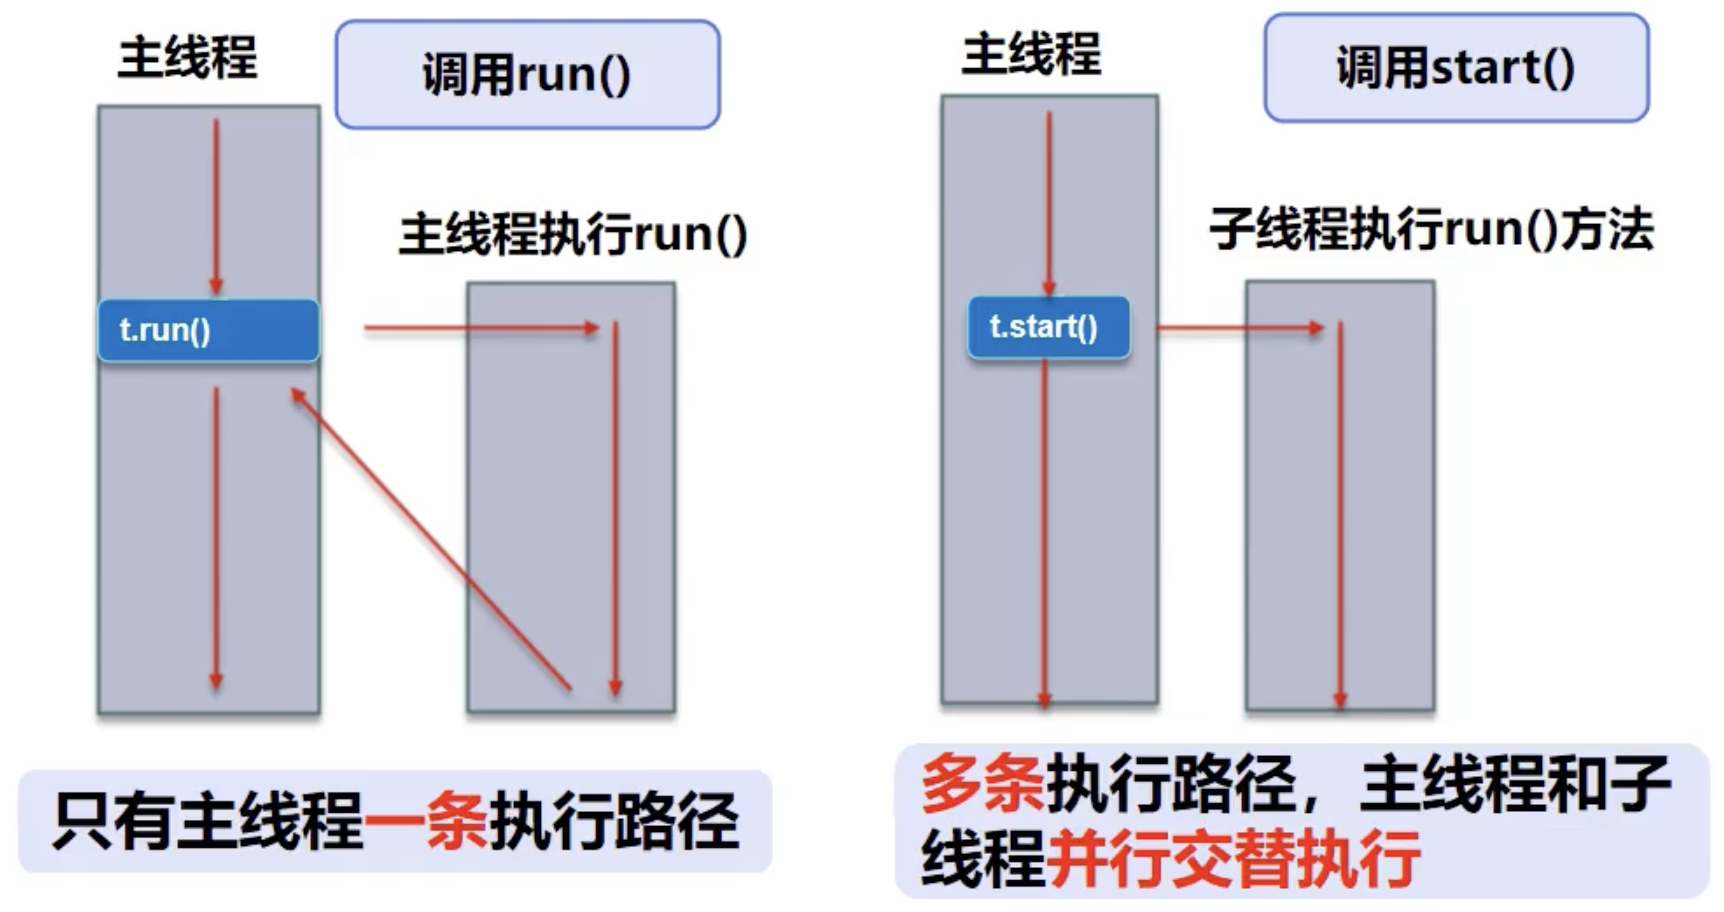 主线程
调用run()
主线程执行run()
t.run()
只有主线程一条执行路径
主线程
调用start()
子线程执行run()方法
t.start()
多条执行路径，主线程和子
线程并行交替执行